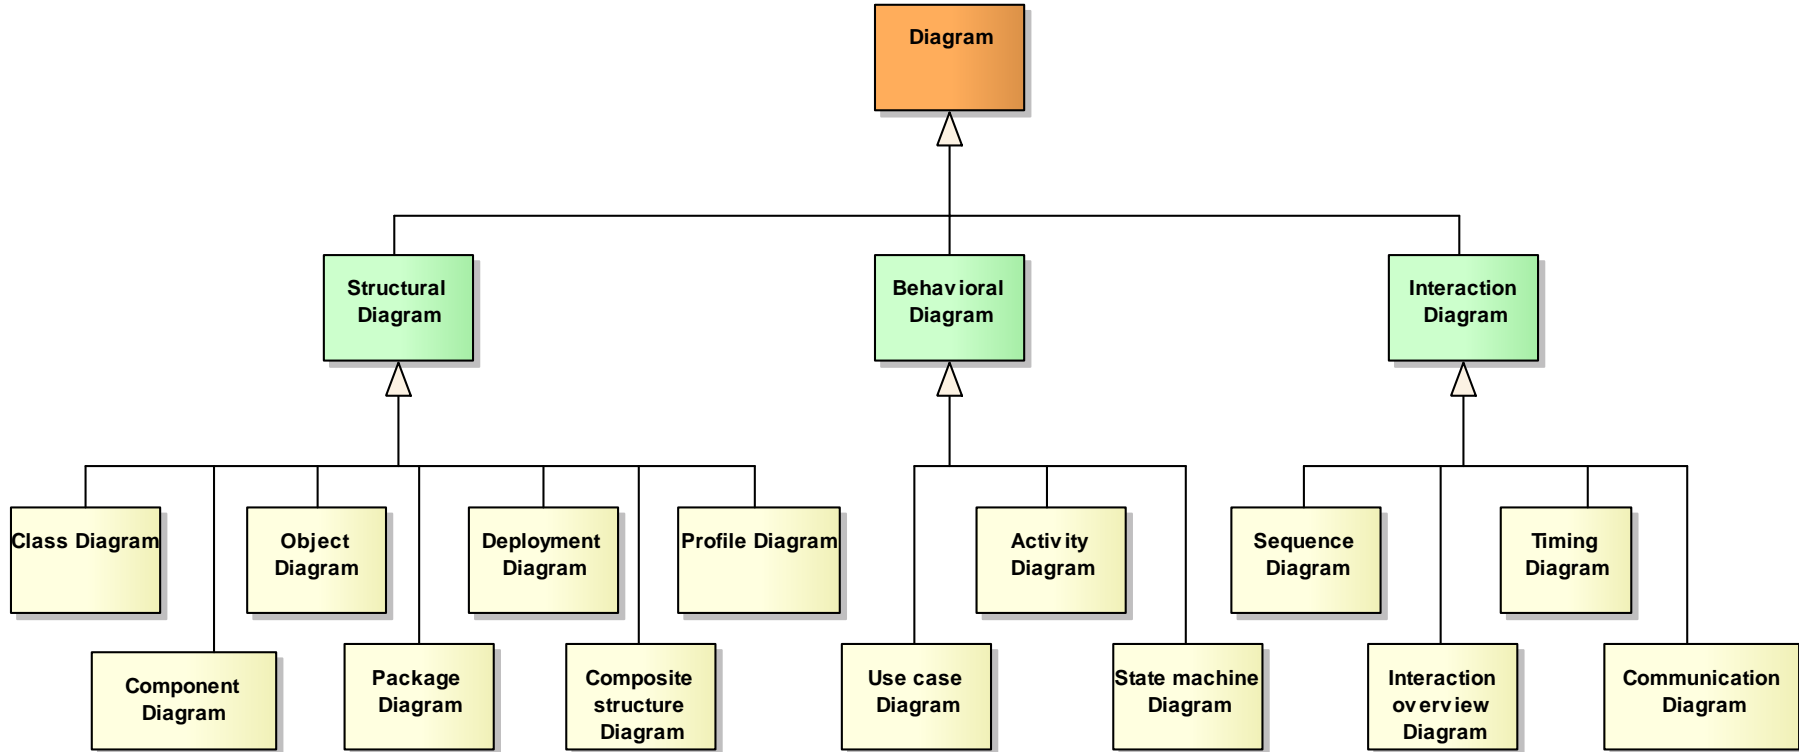 Diagram
Structural
Diagram
Behavioral
Diagram
Interaction
Diagram
Class Diagram
Object
Diagram
Deployment
Diagram
Profile Diagram
Activity
Diagram
Sequence
Diagram
Timing
Diagram
Component
Diagram
Package
Diagram
Composite
structure
Diagram
Use case
Diagram
State machine
Diagram
Interaction
overview
Diagram
Communication
Diagram